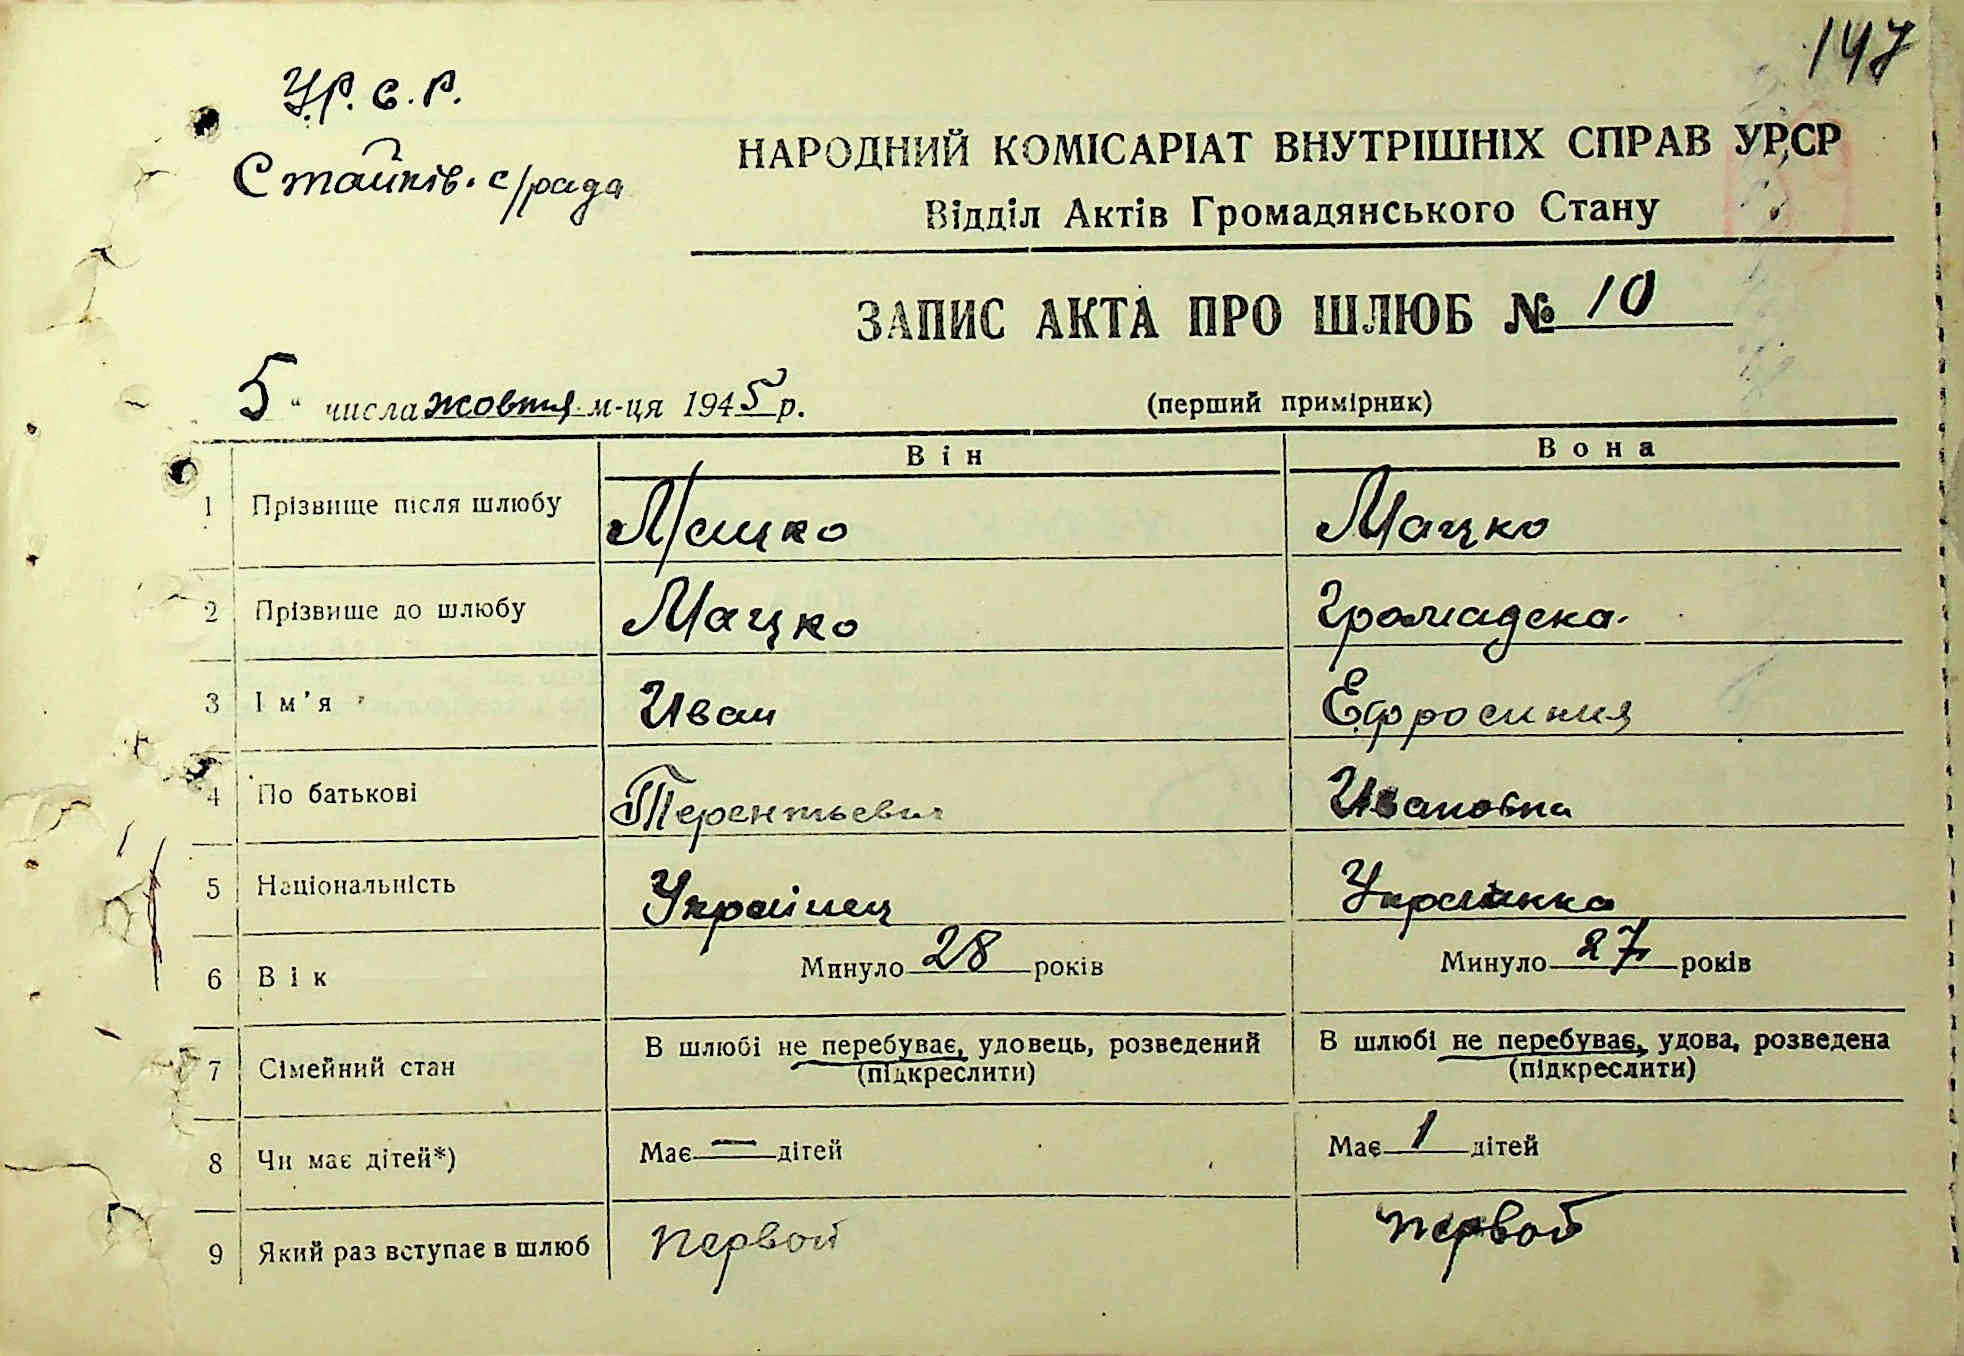 147
У.Р.С.Р.
Стайків. с/рада
НАРОДНИЙ КОМІСАРІАТ ВНУТРІШНІХ СПРАВ УРСР
Відділ Актів Громадянського Стану
ЗАПИС АКТА ПРО ШЛЮБ № 10
5 " числа жовтня м-ця 1945 р. (перший примірник)
Він Вона
1 Прізвище після шлюбу Мацко Мацко
2 Прізвище до шлюбу Мацко Громадска.
3 Ім'я Иван Ефросиния
4 По батькові Терентьевич Ивановна
5 Національність Украінец Украінка
6 Вік Минуло 28 років Минуло 27 років
7 Сімейний стан В шлюбі не перебуває, удовець, розведений В шлюбі не перебуває, удова, розведена
(підкреслити) (підкреслити)
8 Чи має дітей*) Має — дітей Має 1 дітей
9 Який раз вступає в шлюб первой первой